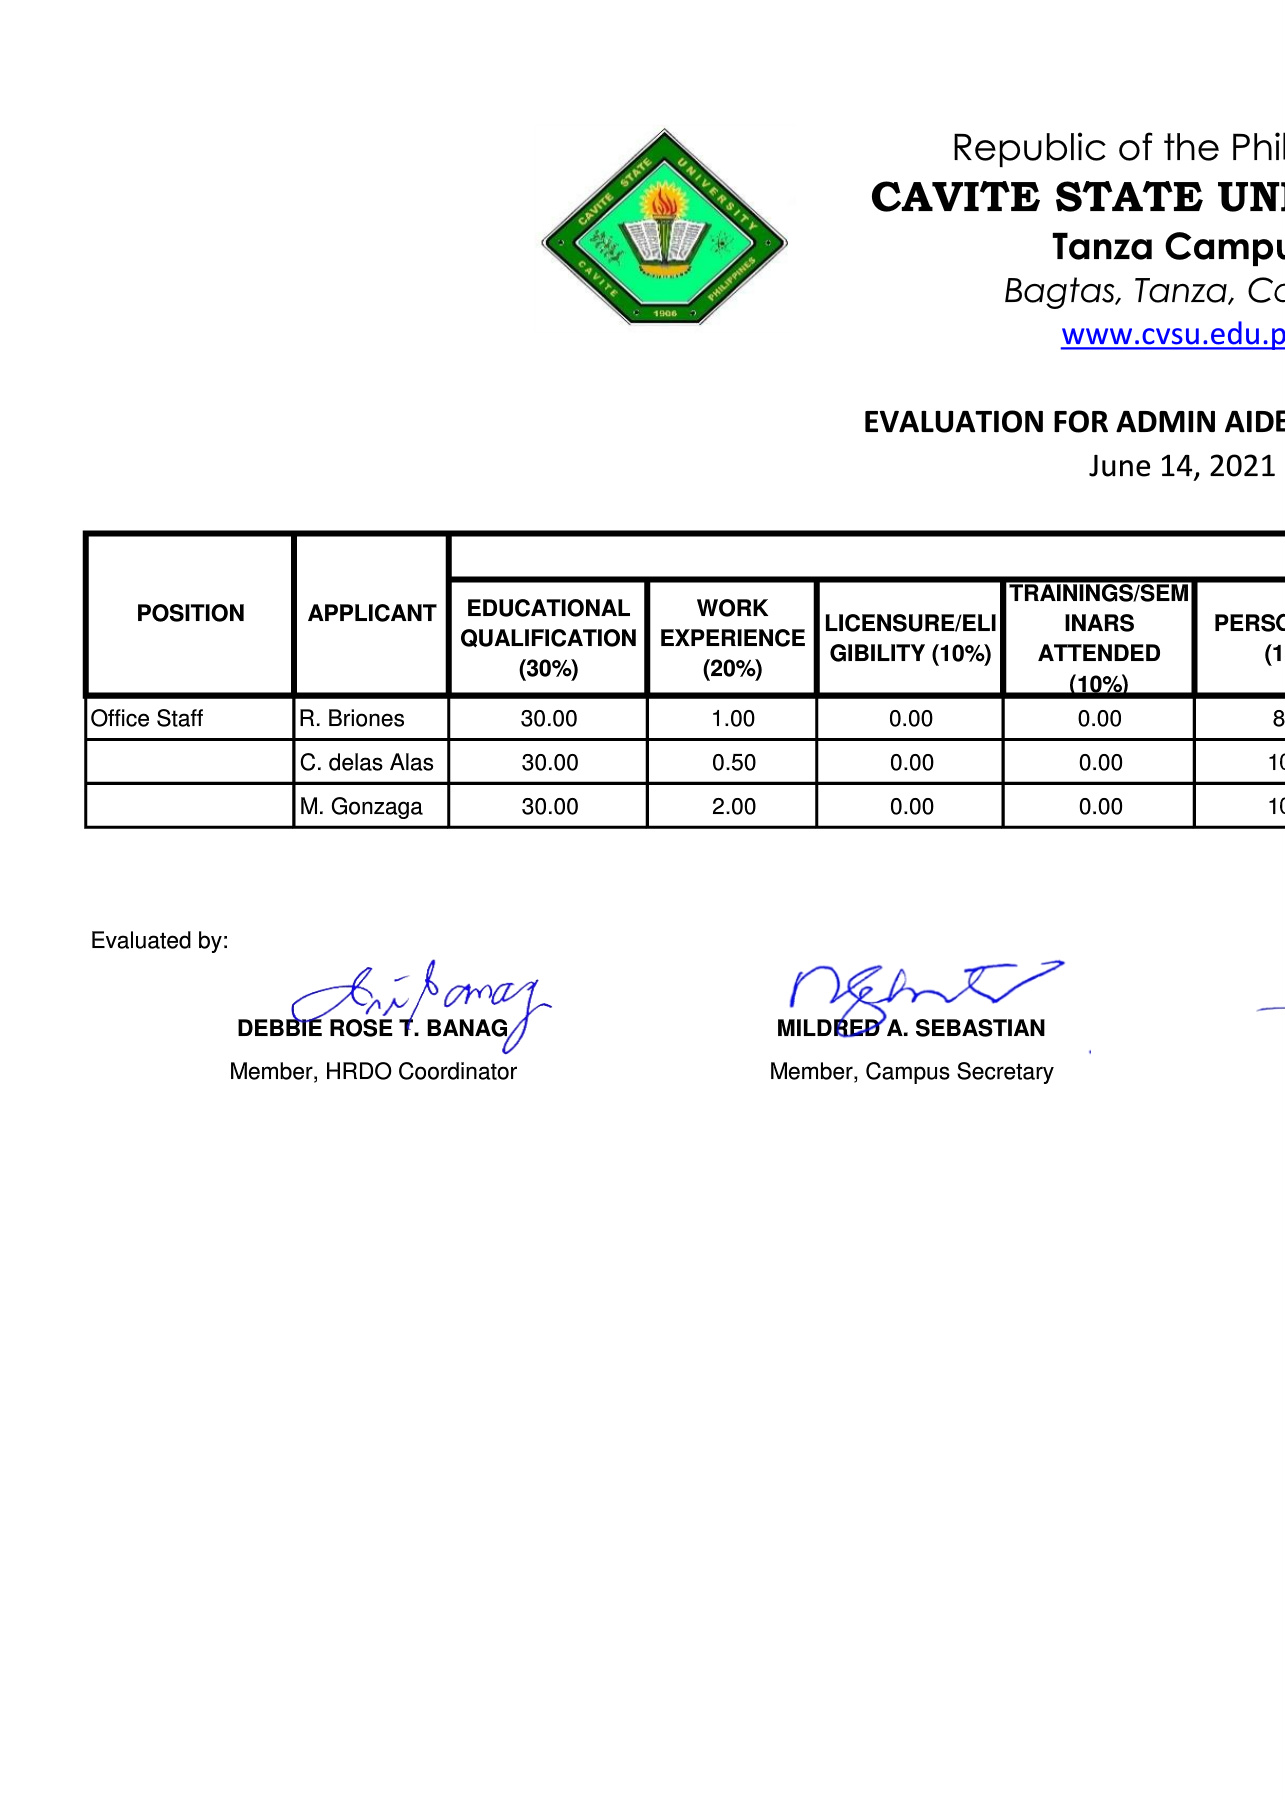 Republic of the Phil
CAVITE STATE UNI
Tanza Campu
Bagtas, Tanza, Ca
www.cvsu.edu.p
CAVITE STATE UNIVERSITY
CAVITE PHILIPPINES
1906
EVALUATION FOR ADMIN AIDE
June 14, 2021
POSITION APPLICANT EDUCATIONAL QUALIFICATION (30%) WORK EXPERIENCE (20%) LICENSURE/ELIGIBILITY (10%) TRAININGS/SEMINARS ATTENDED (10%) PERSO (1
Office Staff R. Briones 30.00 1.00 0.00 0.00 8
C. delas Alas 30.00 0.50 0.00 0.00 10
M. Gonzaga 30.00 2.00 0.00 0.00 10
Evaluated by:
DEBBIE ROSE T. BANAG MILDRED A. SEBASTIAN
Member, HRDO Coordinator Member, Campus Secretary